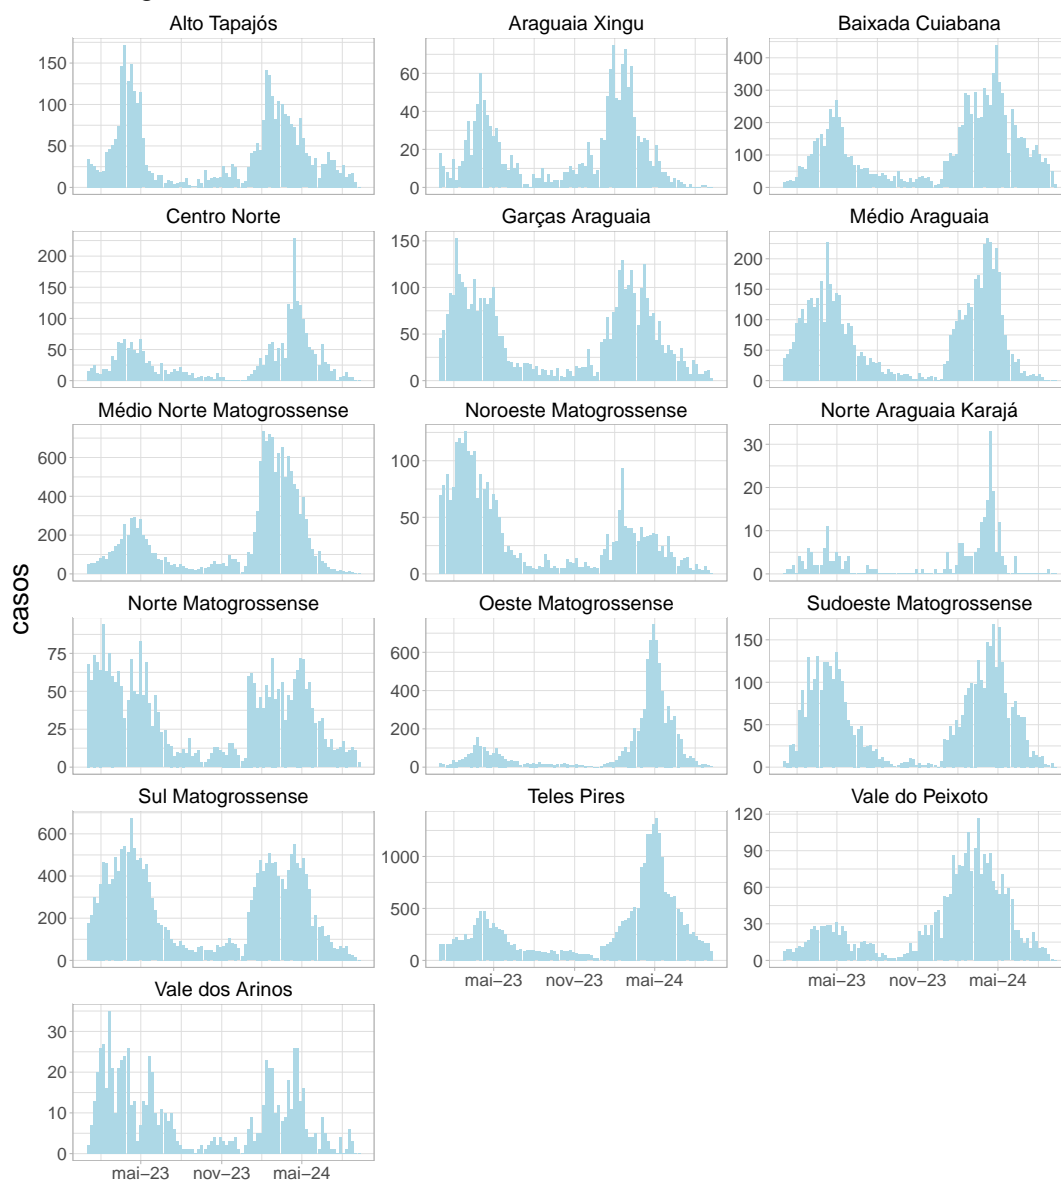 Alto Tapajós Araguaia Xingu Baixada Cuiabana
150 100 50 0
60 40 20 0
400 300 200 100 0
Centro Norte Garças Araguaia Médio Araguaia
200 150 100 50 0
150 100 50 0
200 150 100 50 0
Médio Norte Matogrossense Noroeste Matogrossense Norte Araguaia Karajá
600 400 200 0
100 50 0
30 20 10 0
casos
Norte Matogrossense Oeste Matogrossense Sudoeste Matogrossense
75 50 25 0
600 400 200 0
150 100 50 0
Sul Matogrossense Teles Pires Vale do Peixoto
600 400 200 0
1000 500 0
120 90 60 30 0
mai–23 nov–23 mai–24 mai–23 nov–23 mai–24
Vale dos Arinos
30 20 10 0
mai–23 nov–23 mai–24